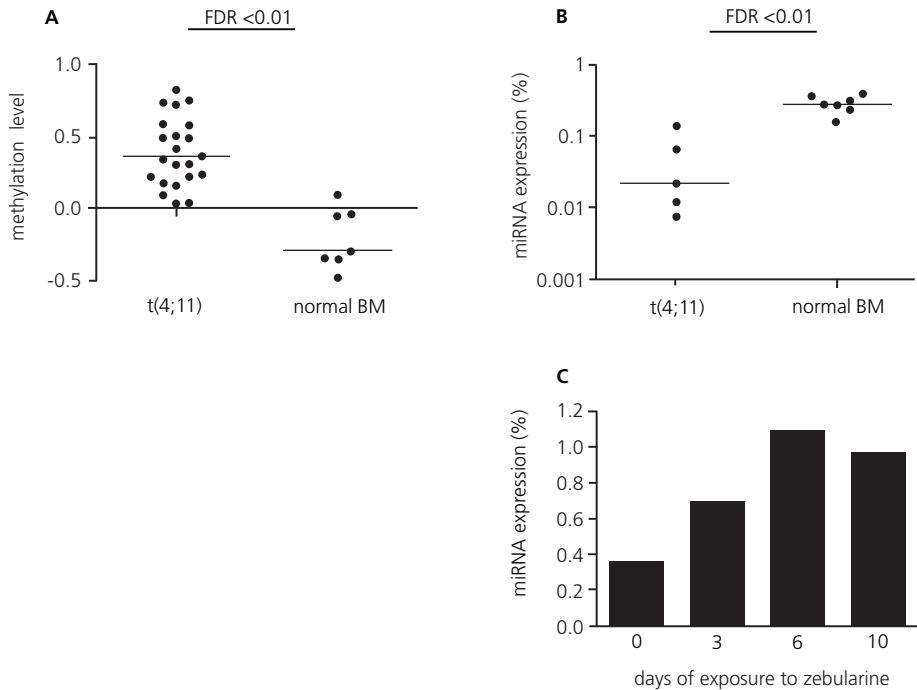 A
FDR <0.01
methylation level
1.0
0.5
0.0
-0.5
t(4;11)
normal BM
B
FDR <0.01
miRNA expression (%)
1
0.1
0.01
0.001
t(4;11)
normal BM
C
miRNA expression (%)
1.2
1.0
0.8
0.6
0.4
0.2
0.0
0 3 6 10
days of exposure to zebularine